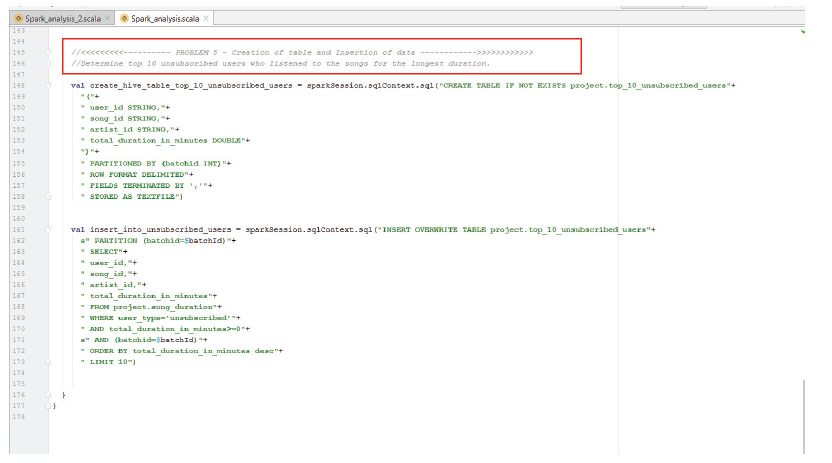 Spark_analysis_2.scala × Spark_analysis.scala ×
143
144
145 //<<<<<<<<<---------- PROBLEM 5 - Creation of table and Insertion of data ------------>>>>>>>>>>>>
146 //Determine top 10 unsubscribed users who listened to the songs for the longest duration.
147
148 val create_hive_table_top_10_unsubscribed_users = sparkSession.sqlContext.sql("CREATE TABLE IF NOT EXISTS project.top_10_unsubscribed_users"+
149 "("+
150 " user_id STRING,"+
151 " song_id STRING,"+
152 " artist_id STRING,"+
153 " total_duration_in_minutes DOUBLE"+
154 ")"+
155 " PARTITIONED BY (batchid INT)"+
156 " ROW FORMAT DELIMITED"+
157 " FIELDS TERMINATED BY ','"+
158 " STORED AS TEXTFILE")
159
160
161 val insert_into_unsubscribed_users = sparkSession.sqlContext.sql("INSERT OVERWRITE TABLE project.top_10_unsubscribed_users"+
162 s" PARTITION (batchid=$batchId)"+
163 " SELECT"+
164 " user_id,"+
165 " song_id,"+
166 " artist_id,"+
167 " total_duration_in_minutes"+
168 " FROM project.song_duration"+
169 " WHERE user_type='unsubscribed'"+
170 " AND total_duration_in_minutes>=0"+
171 s" AND (batchid=$batchId)"+
172 " ORDER BY total_duration_in_minutes desc"+
173 " LIMIT 10")
174
175
176 }
177 }
178